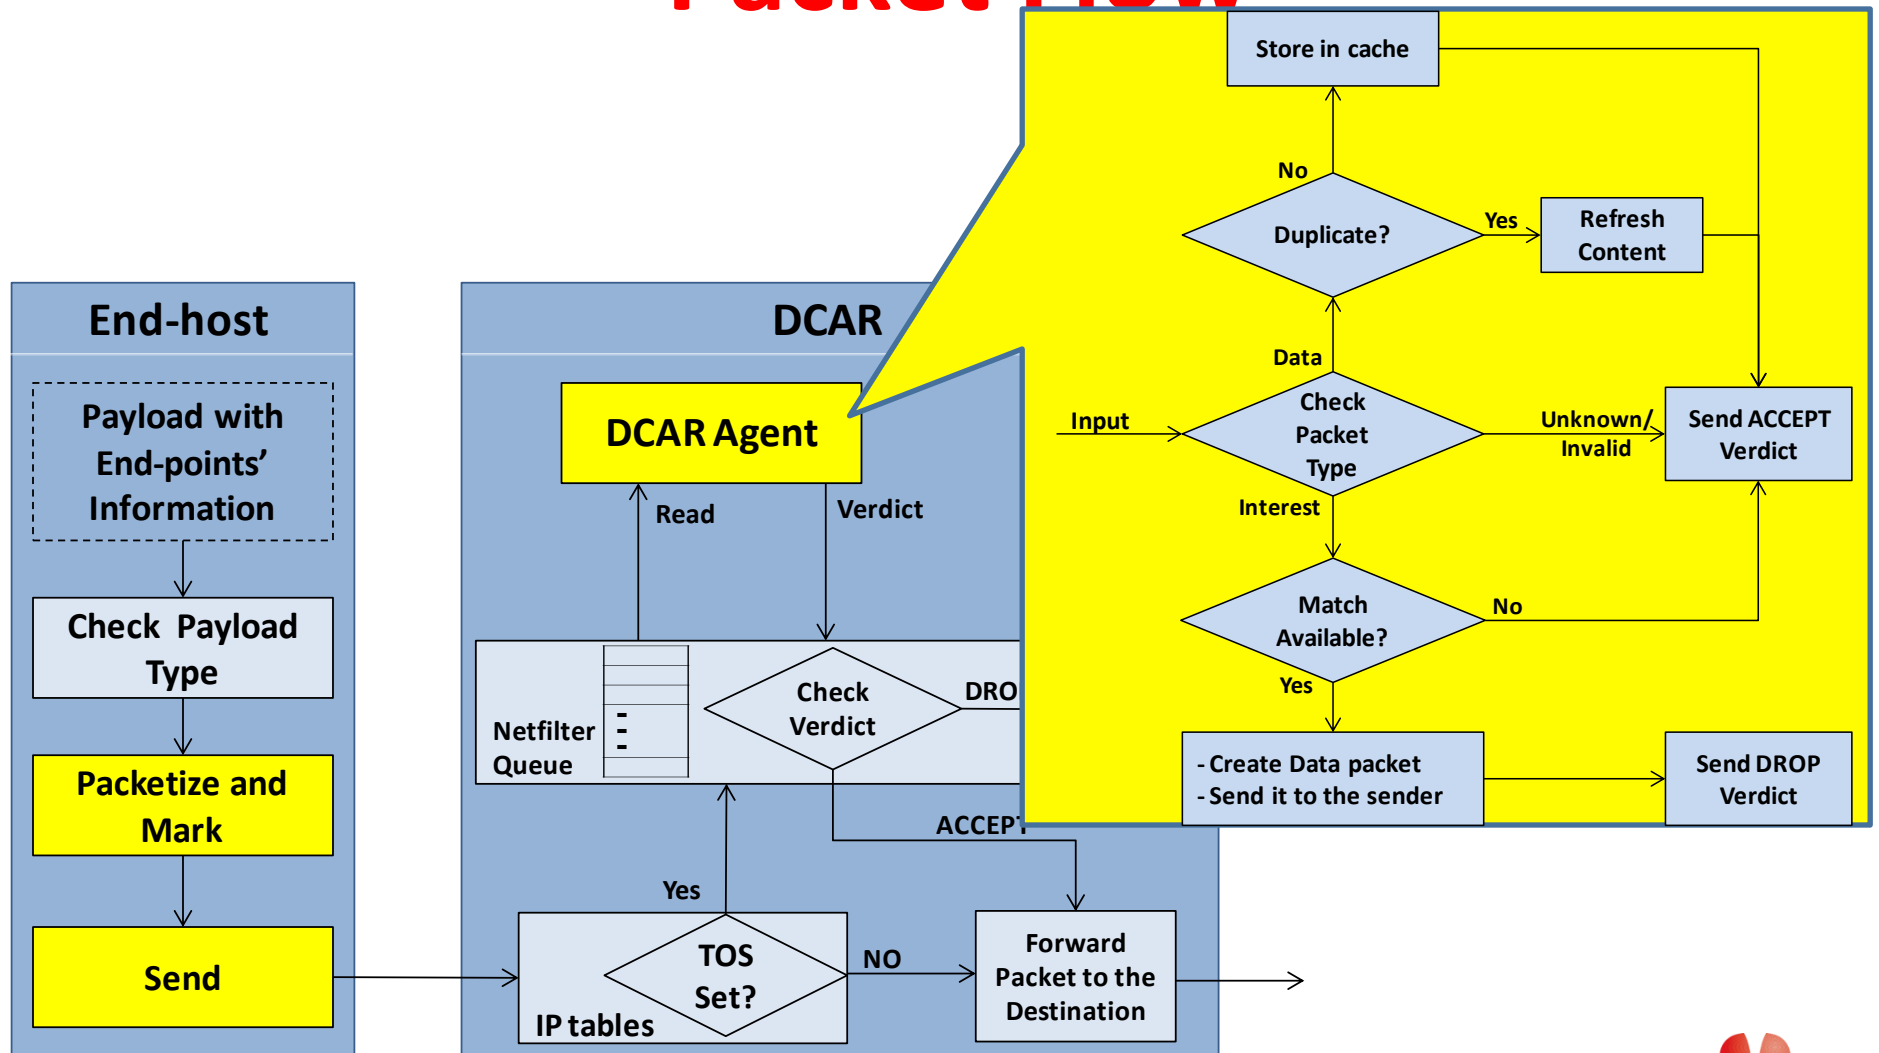 Packet Flow
Store in cache
No
Duplicate?
Yes
Refresh
Content
Data
Input
Check
Packet
Type
Unknown/
Invalid
Send ACCEPT
Verdict
Interest
Match
Available?
No
Yes
- Create Data packet
- Send it to the sender
Send DROP
Verdict
End-host
Payload with
End-points’
Information
Check Payload
Type
Packetize and
Mark
Send
DCAR
DCAR Agent
Read
Verdict
Netfilter
Queue
Check
Verdict
DRO
ACCEPT
Yes
TOS
Set?
IP tables
NO
Forward
Packet to the
Destination